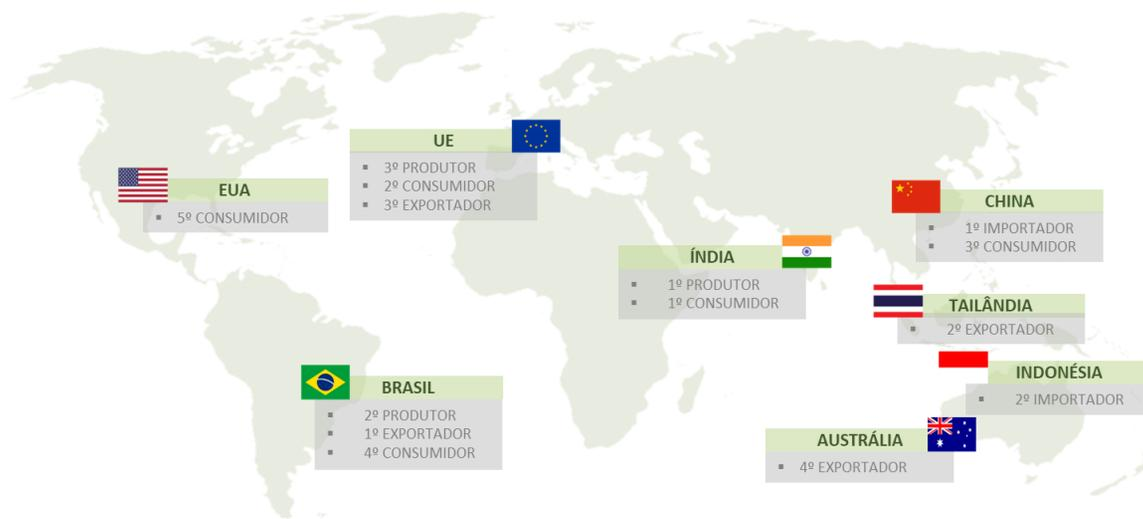 UE
▪ 3º PRODUTOR
▪ 2º CONSUMIDOR
▪ 3º EXPORTADOR
EUA
▪ 5º CONSUMIDOR
CHINA
▪ 1º IMPORTADOR
▪ 3º CONSUMIDOR
ÍNDIA
▪ 1º PRODUTOR
▪ 1º CONSUMIDOR
TAILÂNDIA
▪ 2º EXPORTADOR
INDONÉSIA
▪ 2º IMPORTADOR
BRASIL
▪ 2º PRODUTOR
▪ 1º EXPORTADOR
▪ 4º CONSUMIDOR
AUSTRÁLIA
▪ 4º EXPORTADOR